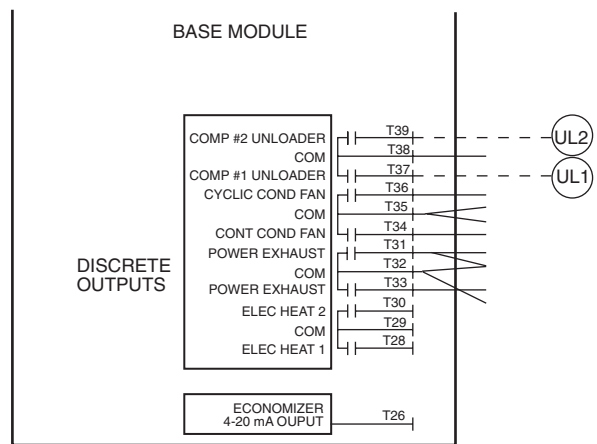 BASE MODULE
COMP #2 UNLOADER T39 UL2
COM T38
COMP #1 UNLOADER T37 UL1
CYCLIC COND FAN T36
COM T35
CONT COND FAN T34
POWER EXHAUST T31
DISCRETE
OUTPUTS
COM T32
POWER EXHAUST T33
ELEC HEAT 2 T30
COM T29
ELEC HEAT 1 T28
ECONOMIZER
4-20 mA OUPUT T26